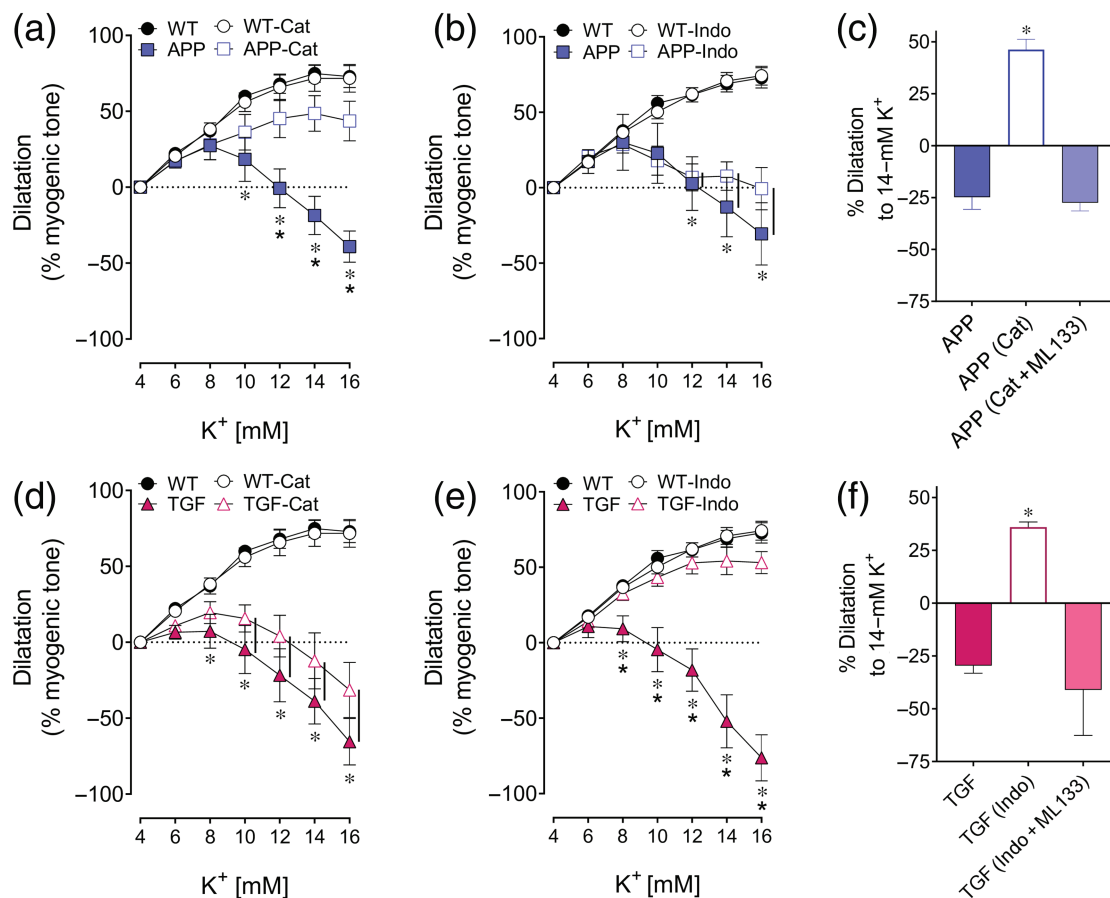 (a)
WT WT-Cat
APP APP-Cat
100
50
0
−50
−100
Dilatation
(% myogenic tone)
4 6 8 10 12 14 16
* * * *
* * *
K+ [mM]
(b)
WT WT-Indo
APP APP-Indo
100
50
0
−50
−100
Dilatation
(% myogenic tone)
4 6 8 10 12 14 16
* * *
K+ [mM]
(c)
50
25
0
−25
−50
−75
% Dilatation
to 14−mM K+
*
APP
APP (Cat)
APP (Cat + ML133)
(d)
WT WT-Cat
TGF TGF-Cat
100
50
0
−50
−100
Dilatation
(% myogenic tone)
4 6 8 10 12 14 16
* * * * *
K+ [mM]
(e)
WT WT-Indo
TGF TGF-Indo
100
50
0
−50
−100
Dilatation
(% myogenic tone)
4 6 8 10 12 14 16
* * * * *
* * * * *
K+ [mM]
(f)
50
25
0
−25
−50
−75
% Dilatation
to 14−mM K+
*
TGF
TGF (Indo)
TGF (Indo + ML133)